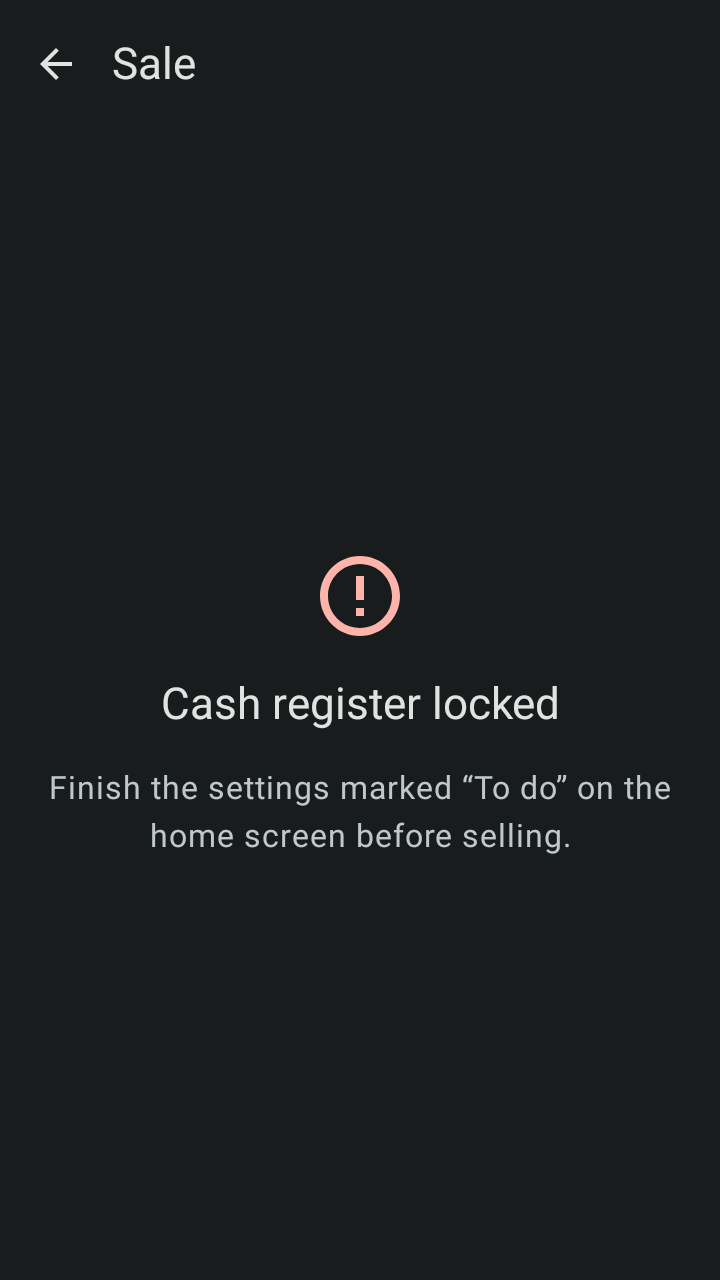 Sale
Cash register locked
Finish the settings marked “To do” on the
home screen before selling.